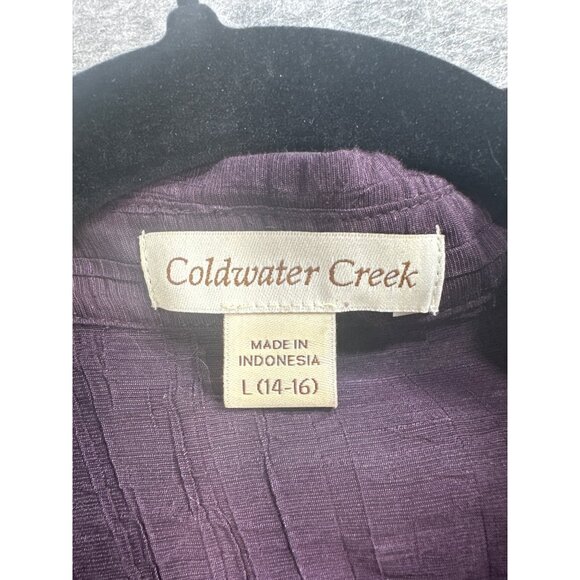 Coldwater Creek
MADE IN
INDONESIA
L (14-16)